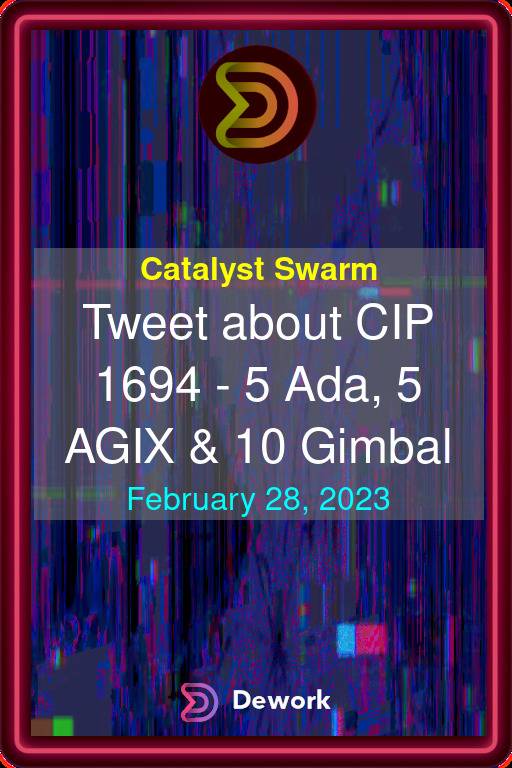 Catalyst Swarm
Tweet about CIP
1694 - 5 Ada, 5
AGIX & 10 Gimbal
February 28, 2023
Dework